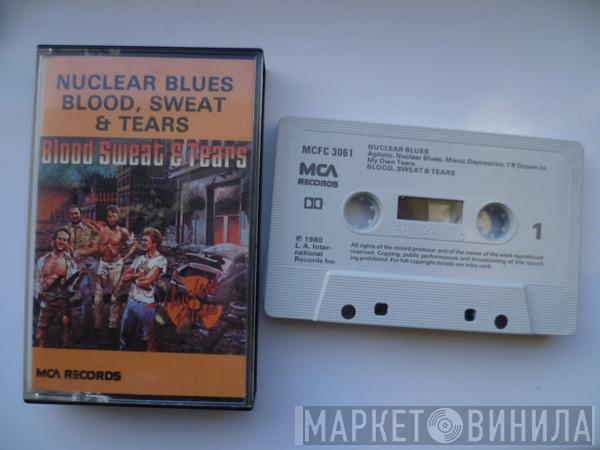 NUCLEAR BLUES
BLOOD, SWEAT
& TEARS
Blood Sweat & Tears
MCA RECORDS
MCFC 3061
NUCLEAR BLUES
Agitato. Nuclear Blues. Manic Depression. I'll Drown in
My Own Tears.
BLOOD, SWEAT & TEARS
MCA
RECORDS
1
℗ 1980
L. A. Inter-
national
Records Inc.
All rights of the record producer and of the owner of the work reproduced
reserved. Copying, public performances and broadcasting of this record-
ing prohibited. For full copyright details see inlay card.
МАРКЕТ ВИНИЛА